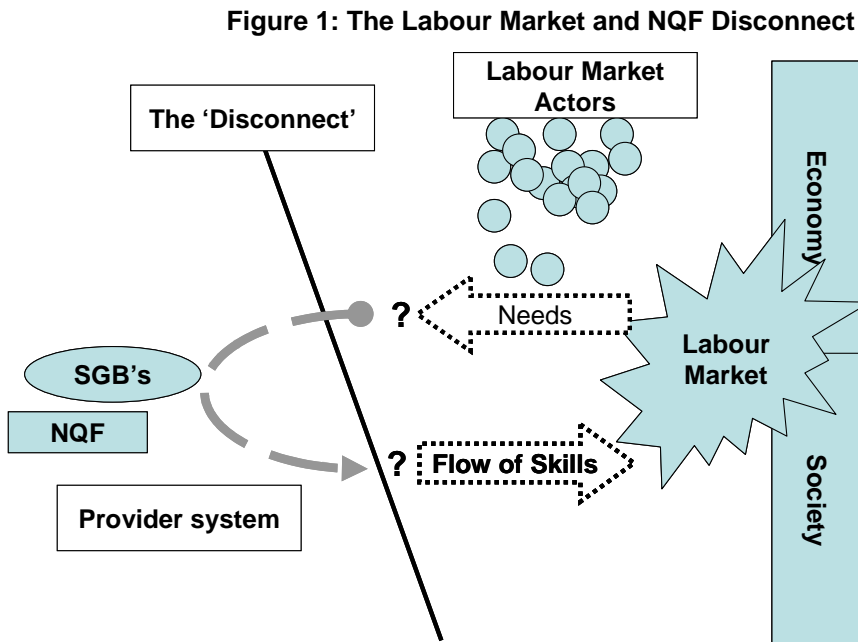 Figure 1: The Labour Market and NQF Disconnect
Labour Market
Actors
The ‘Disconnect’
Economy
? Needs
Labour
Market
SGB's
NQF
? Flow of Skills
Society
Provider system